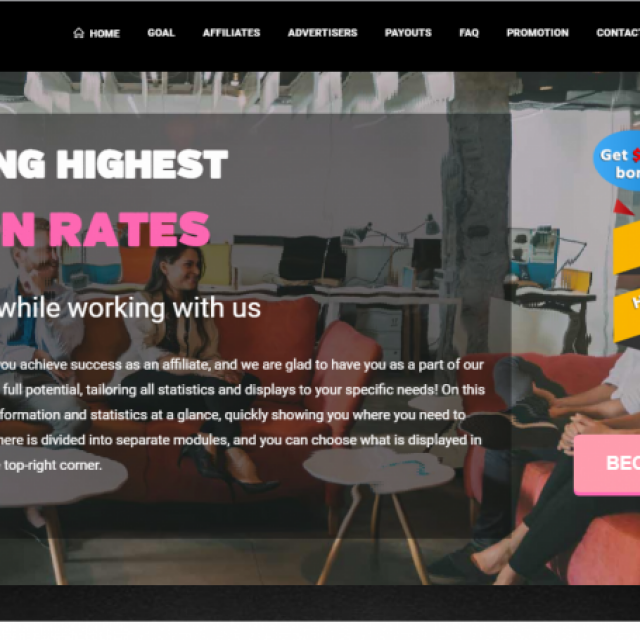 HOME GOAL AFFILIATES ADVERTISERS PAYOUTS FAQ PROMOTION CONTAC
NG HIGHEST
N RATES
while working with us
Get $
bo
you achieve success as an affiliate, and we are glad to have you as a part of our
full potential, tailoring all statistics and displays to your specific needs! On this
formation and statistics at a glance, quickly showing you where you need to
here is divided into separate modules, and you can choose what is displayed in
top-right corner.
H
BEC